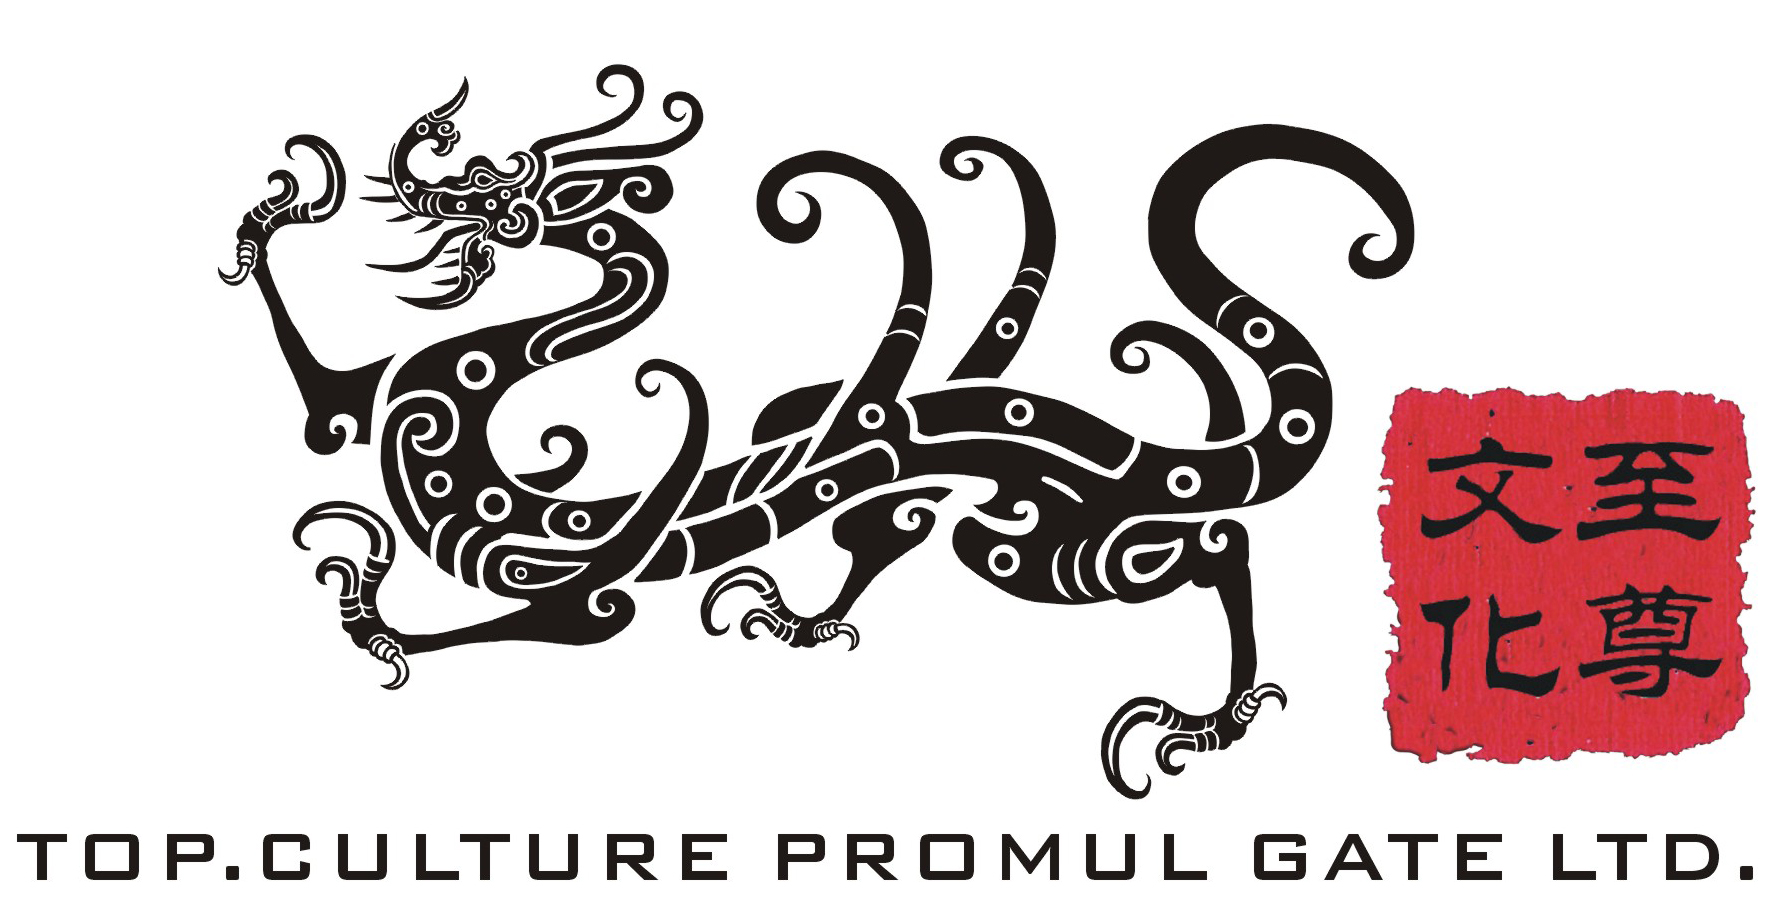 至尊
文化
TOP.CULTURE PROMUL GATE LTD.